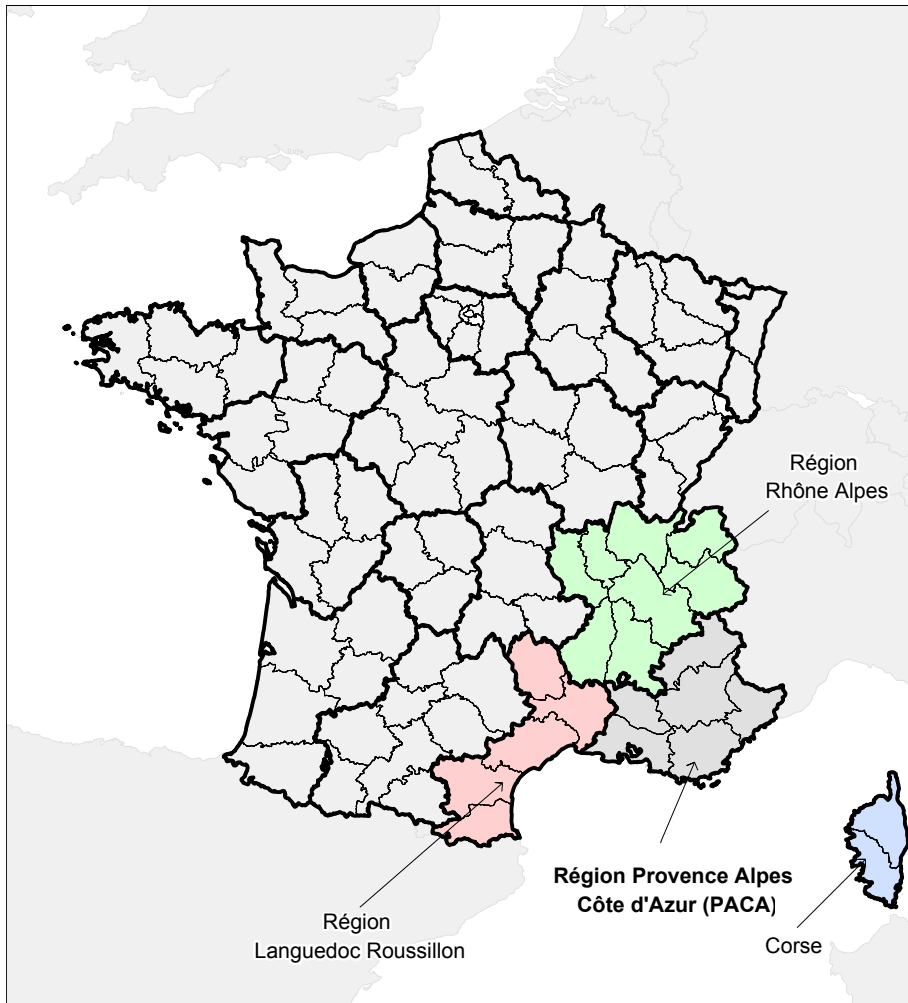 Région
Rhône Alpes
Région Provence Alpes
Côte d'Azur (PACA)
Région
Languedoc Roussillon
Corse